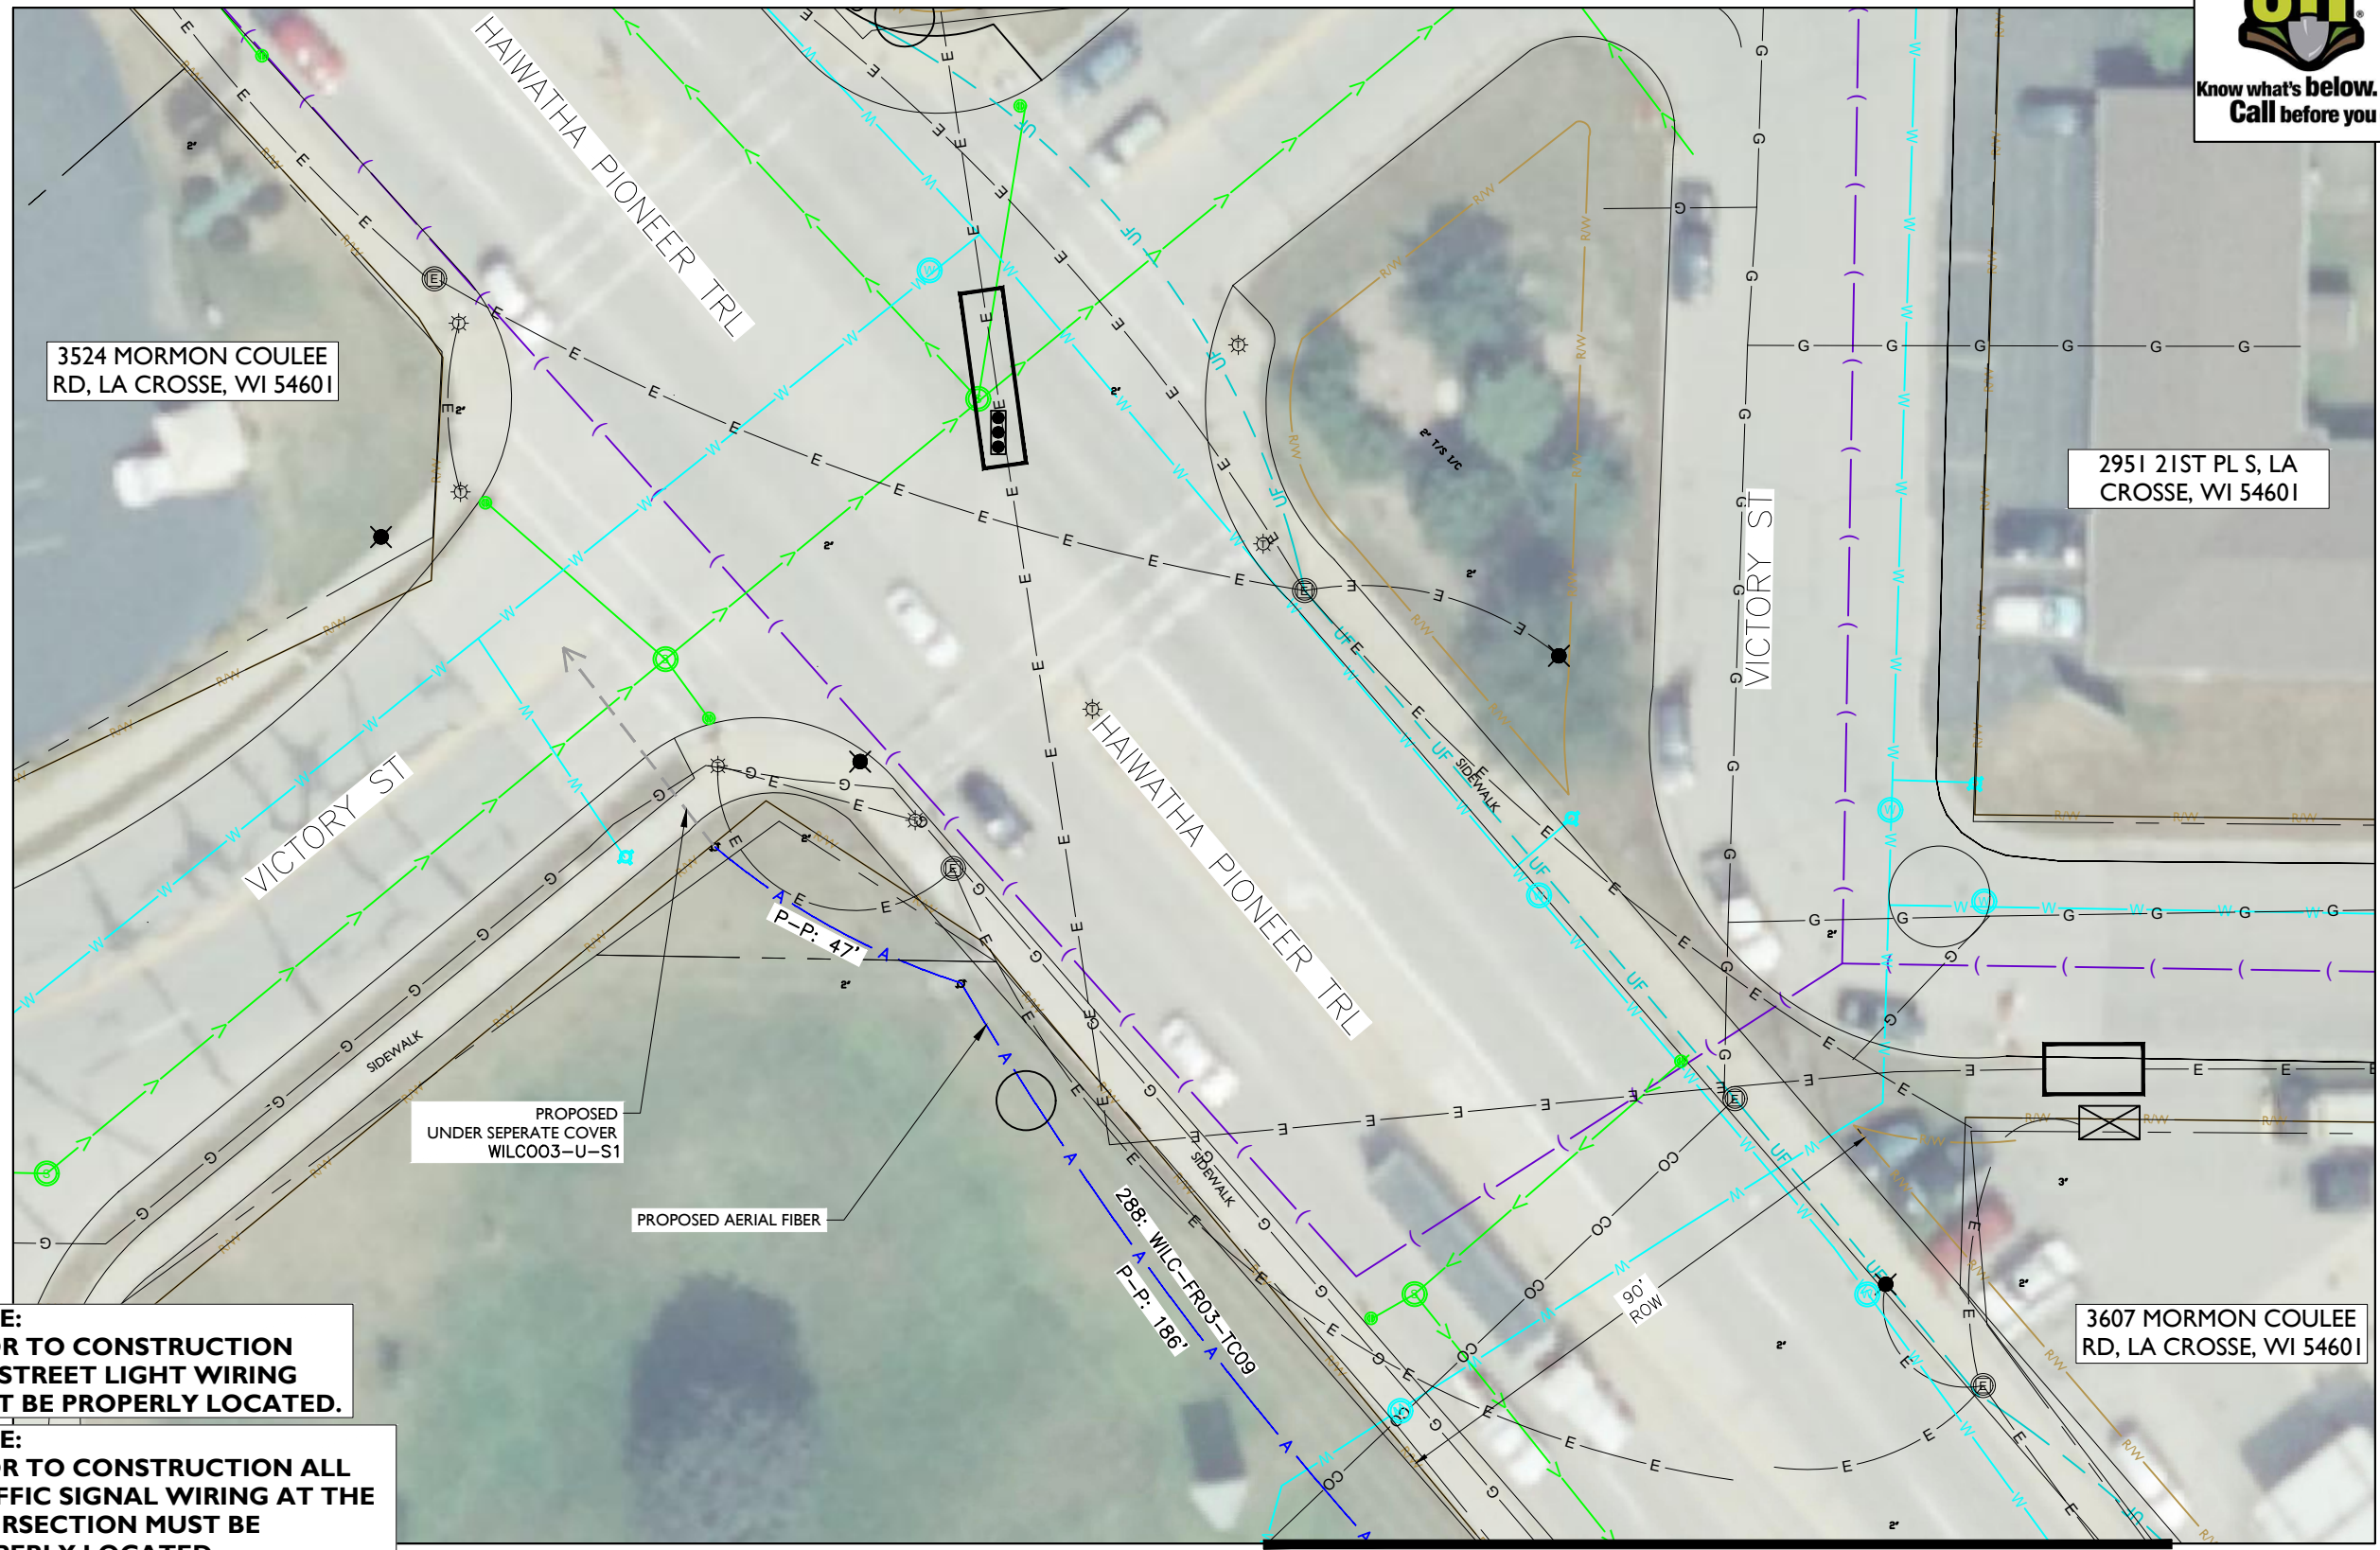 Know what's below.
Call before you
HAIWATHA PIONEER TRL
3524 MORMON COULEE
RD, LA CROSSE, WI 54601
2951 21ST PL S, LA
CROSSE, WI 54601
2" T/S I/C
VICTORY ST
VICTORY ST
HAIWATHA PIONEER TRL
SIDEWALK
P-P: 47'
SIDEWALK
PROPOSED
UNDER SEPERATE COVER
WILC003-U-S1
PROPOSED AERIAL FIBER
SIDEWALK
288: WILC-FR03-TC09
P-P: 186'
90'
ROW
3607 MORMON COULEE
RD, LA CROSSE, WI 54601
E:
R TO CONSTRUCTION
STREET LIGHT WIRING
T BE PROPERLY LOCATED.
E:
R TO CONSTRUCTION ALL
FFIC SIGNAL WIRING AT THE
RSECTION MUST BE
PERLY LOCATED